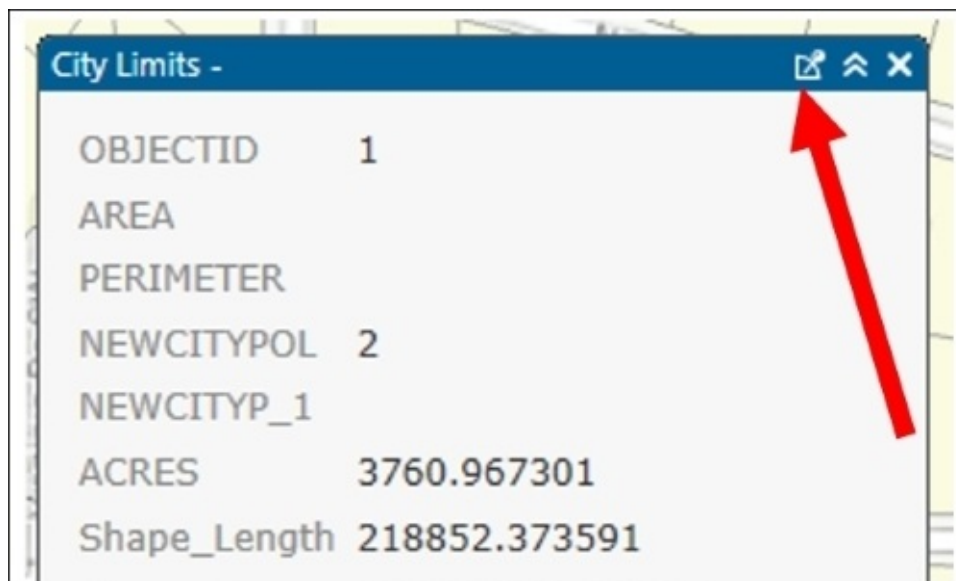 City Limits -
OBJECTID 1
AREA
PERIMETER
NEWCITYPOL 2
NEWCITYP_1
ACRES 3760.967301
Shape_Length 218852.373591